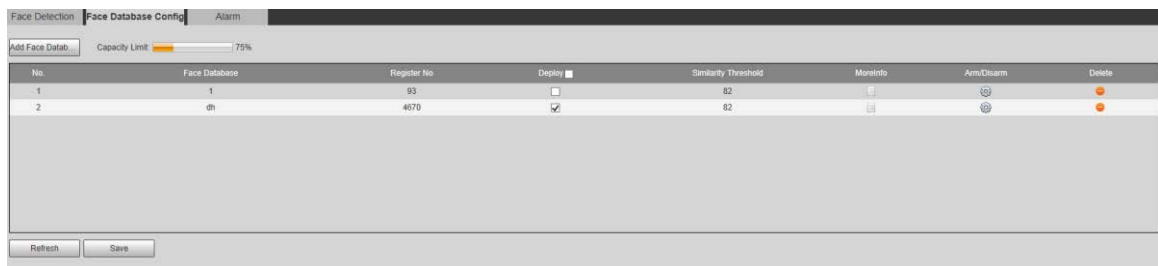 Face Detection Face Database Config Alarm
Add Face Datab... Capacity Limit: 75%
No. Face Database Register No Deploy Similarity Threshold MoreInfo Arm/Disarm Delete
1 1 93 82
2 dh 4670 82
Refresh Save